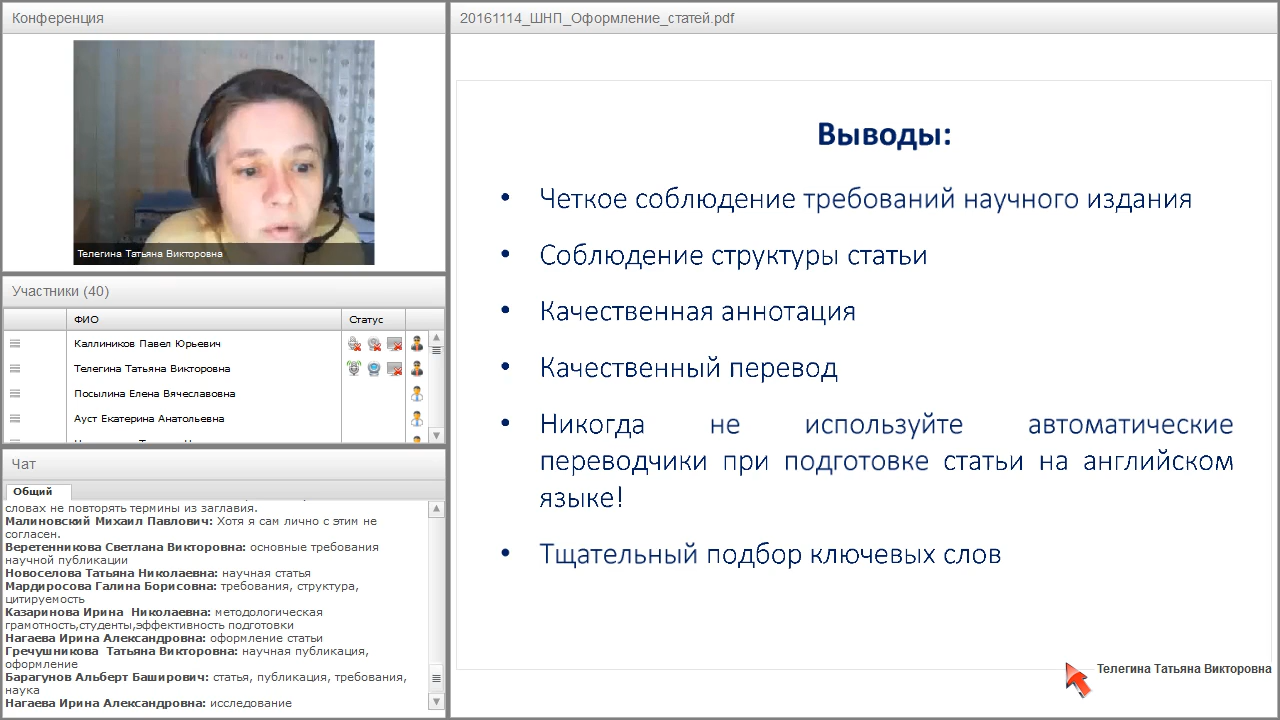 Конференция
Телегина Татьяна Викторовна
Участники (40)
ФИО
Статус
Каллиников Павел Юрьевич
Телегина Татьяна Викторовна
Посылина Елена Вячеславовна
Ауст Екатерина Анатольевна
Чат
Общий
словах не повторять термины из заглавия.
Малиновский Михаил Павлович: Хотя я сам лично с этим не
согласен.
Веретенникова Светлана Викторовна: основные требования
научной публикации
Новоселова Татьяна Николаевна: научная статья
Мардиросова Галина Борисовна: требования, структура,
цитируемость
Казаринова Ирина  Николаевна: методологическая
грамотность,студенты,эффективность подготовки
Нагаева Ирина Александровна: оформление статьи
Гречушникова  Татьяна Викторовна: научная публикация,
оформление
Барагунов Альберт Баширович: статья, публикация, требования,
наука
Нагаева Ирина Александровна: исследование
20161114_ШНП_Оформление_статей.pdf
Выводы:
• Четкое соблюдение требований научного издания
• Соблюдение структуры статьи
• Качественная аннотация
• Качественный перевод
• Никогда не используйте автоматические
переводчики при подготовке статьи на английском
языке!
• Тщательный подбор ключевых слов
Телегина Татьяна Викторовна